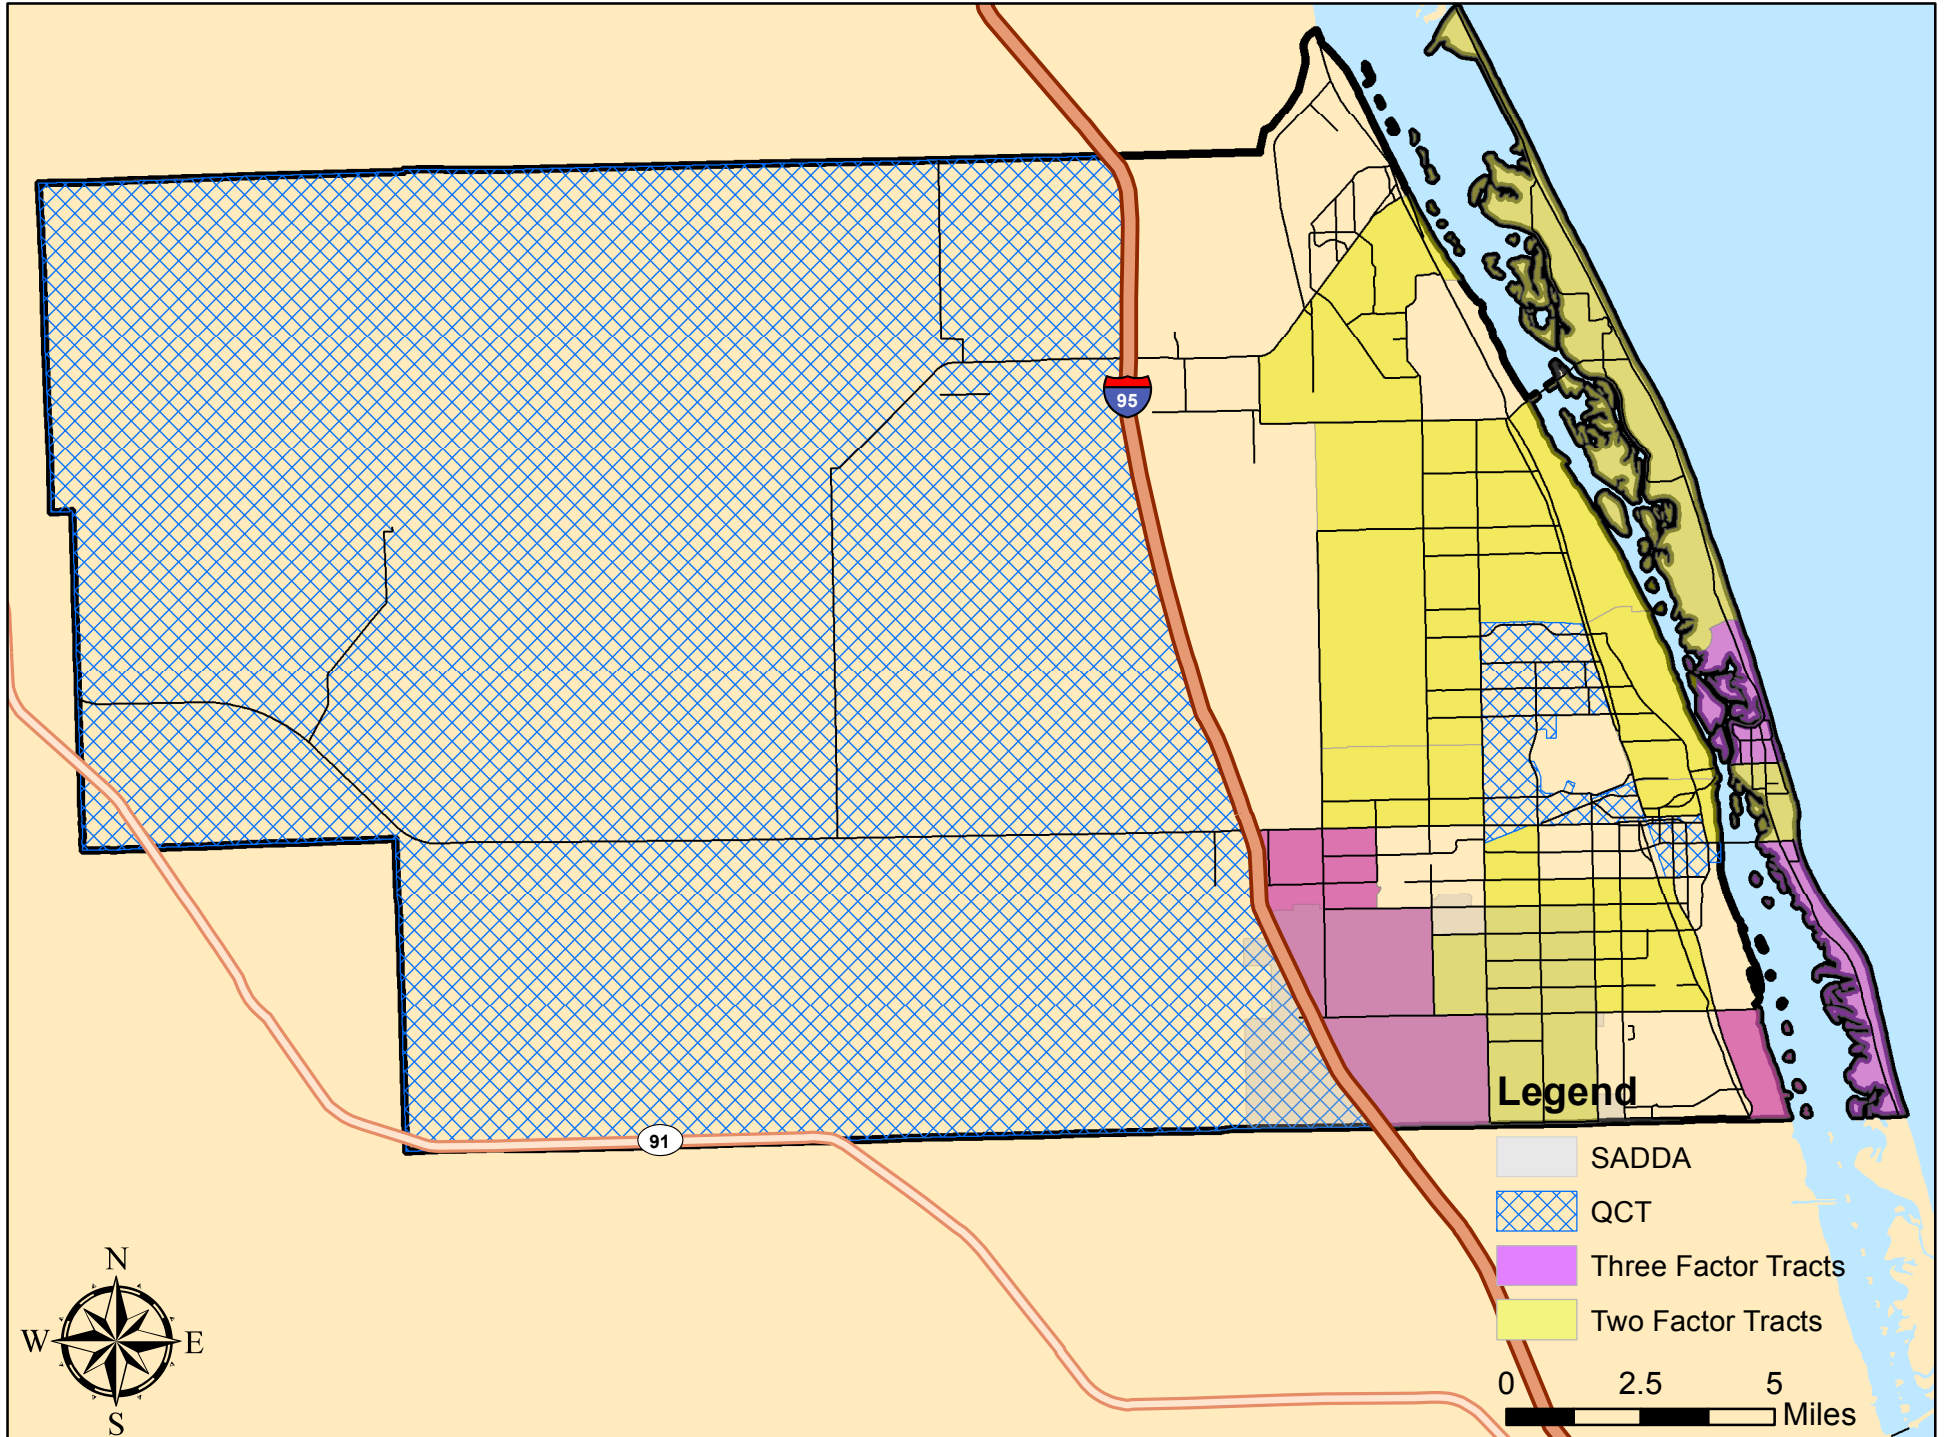 95
91
Legend
SADDA
QCT
Three Factor Tracts
Two Factor Tracts
0 2.5 5
Miles
N
W E
S